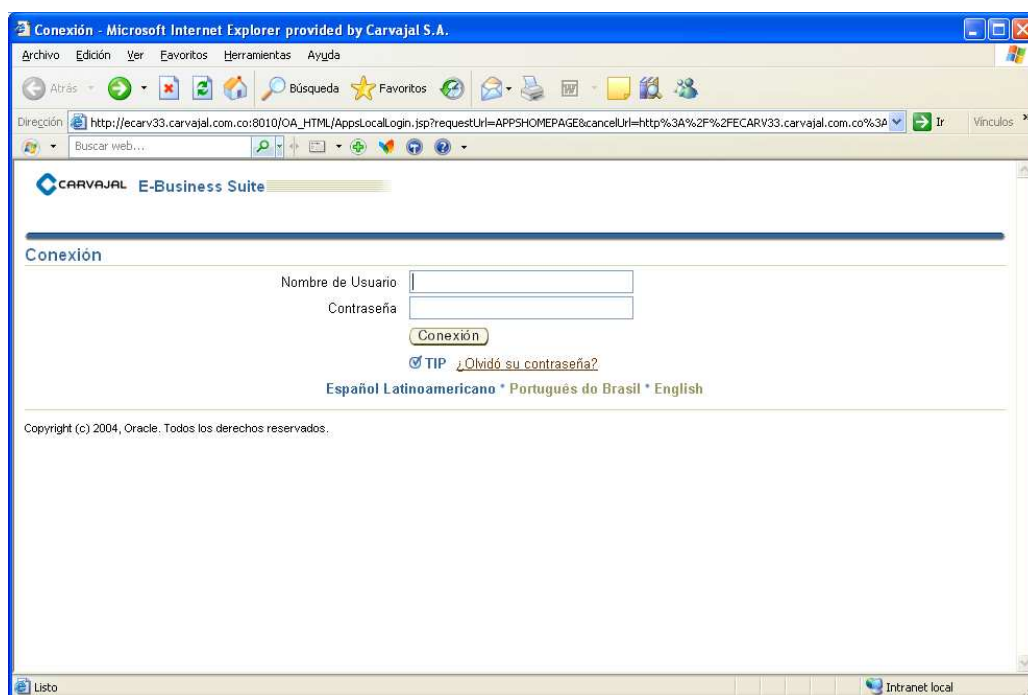 Conexión - Microsoft Internet Explorer provided by Carvajal S.A.
Archivo Edición Ver Favoritos Herramientas Ayuda
Atrás Búsqueda Favoritos
Dirección http://ecarv33.carvajal.com.co:8010/OA_HTML/AppsLocalLogin.jsp?requestUrl=APPSHOMEPAGE&cancelUrl=http%3A%2F%2FECARV33.carvajal.com.co%3A Ir Vínculos »
Buscar web...
CARVAJAL E-Business Suite
Conexión
Nombre de Usuario
Contraseña
Conexión
TIP ¿Olvidó su contraseña?
Español Latinoamericano * Portugués do Brasil * English
Copyright (c) 2004, Oracle. Todos los derechos reservados.
Listo Intranet local